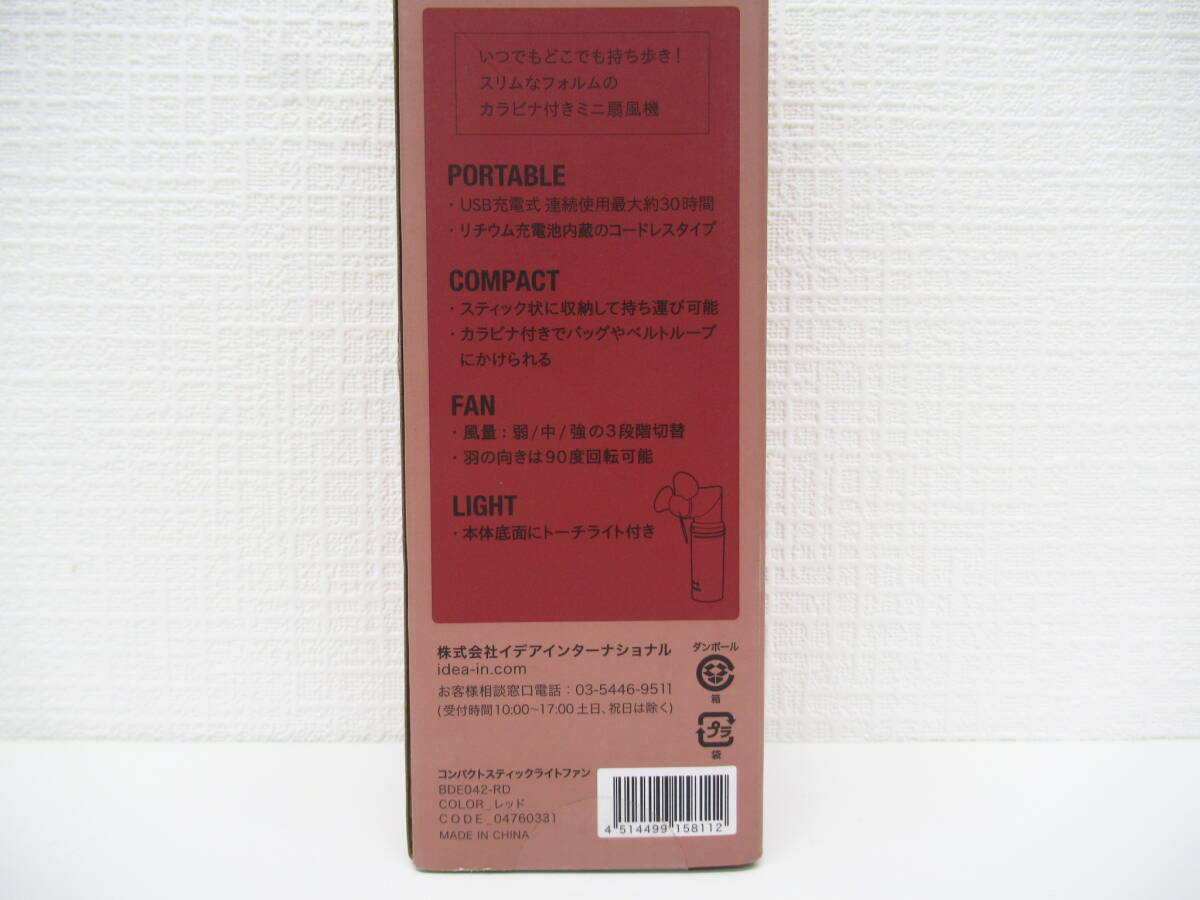 いつでもどこでも持ち歩き!
スリムなフォルムの
カラビナ付きミニ扇風機
PORTABLE
・USB充電式 連続使用最大約30時間
・リチウム充電池内蔵のコードレスタイプ
COMPACT
・スティック状に収納して持ち運び可能
・カラビナ付きでバッグやベルトループ
にかけられる
FAN
・風量：弱/中/強の3段階切替
・羽の向きは90度回転可能
LIGHT
・本体底面にトーチライト付き
株式会社イデアインターナショナル
idea-in.com
お客様相談窓口電話：03-5446-9511
(受付時間10:00~17:00 土日、祝日は除く)
ダンボール
箱
プラ
袋
コンパクトスティックライトファン
BDE042-RD
COLOR_レッド
CODE_04760331
MADE IN CHINA
4 514499 158112